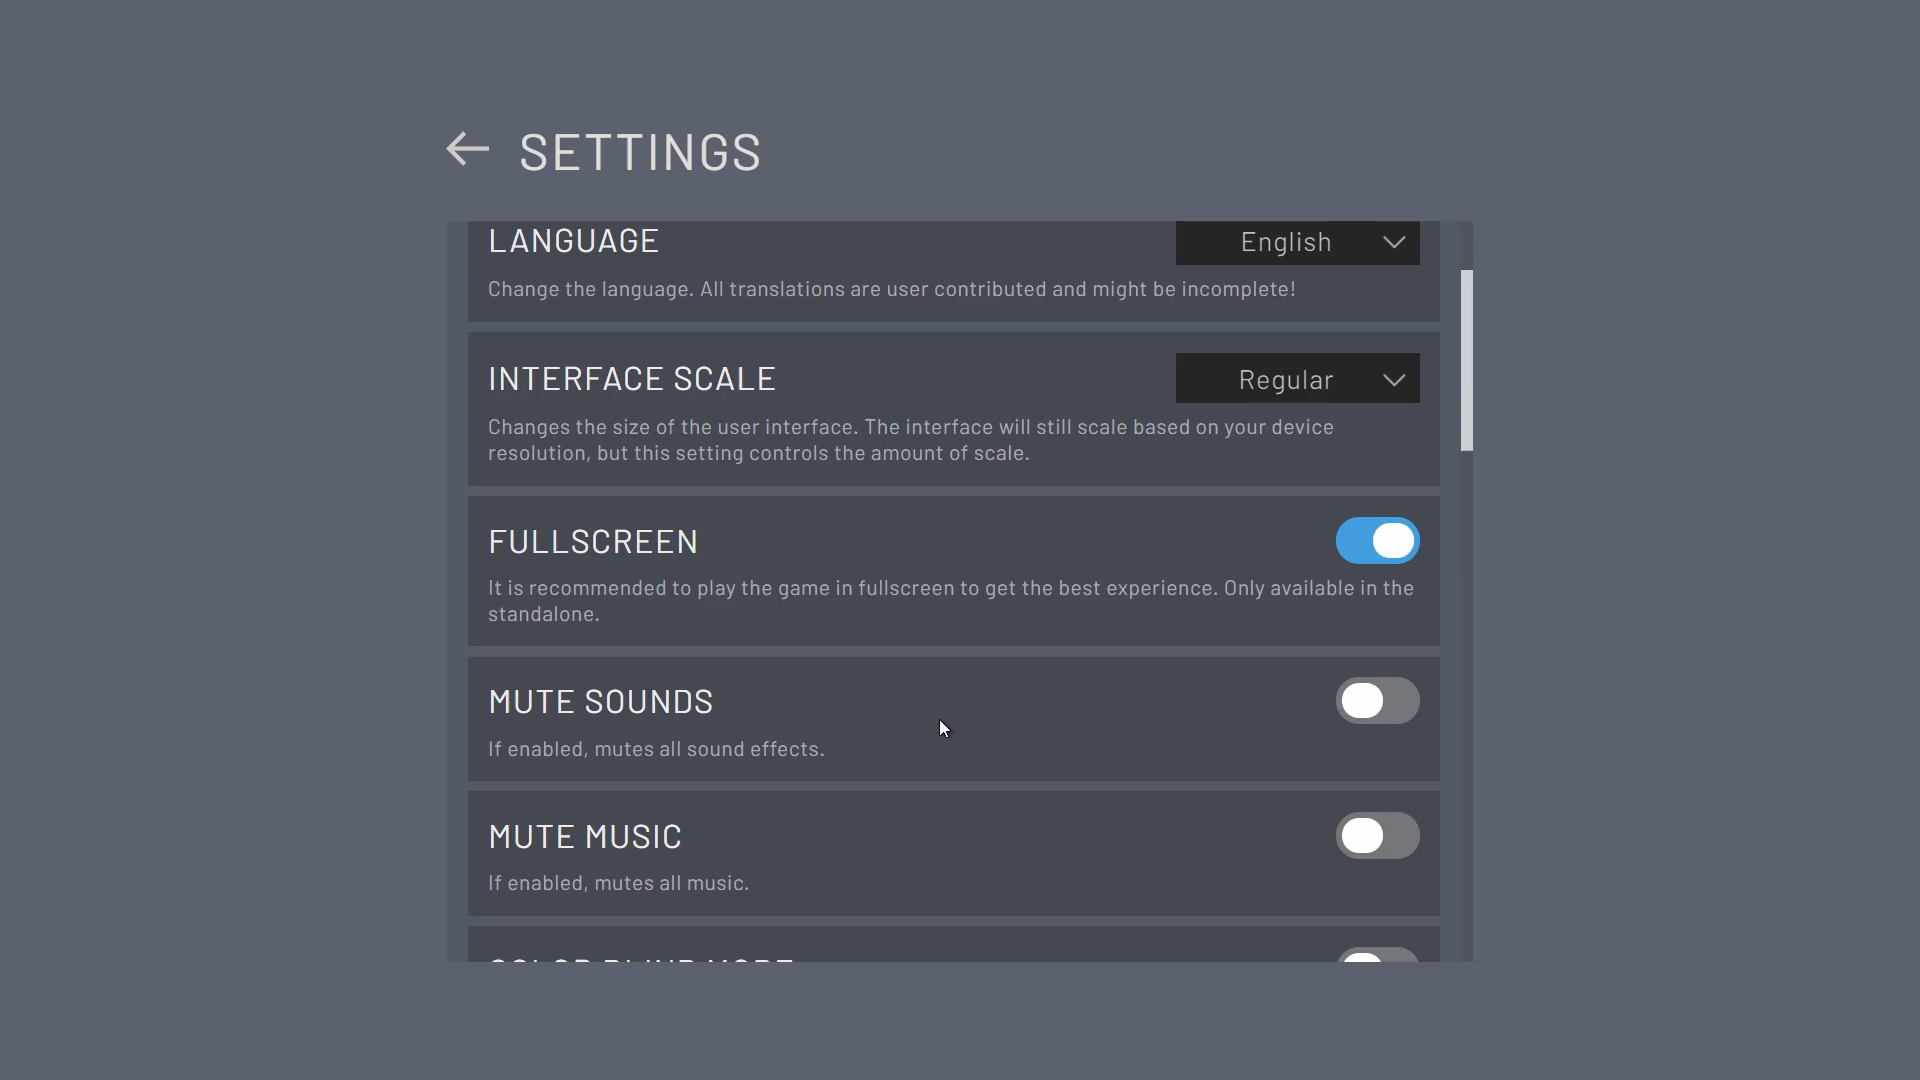 SETTINGS
LANGUAGE
English
Change the language. All translations are user contributed and might be incomplete!
INTERFACE SCALE
Regular
Changes the size of the user interface. The interface will still scale based on your device
resolution, but this setting controls the amount of scale.
FULLSCREEN
It is recommended to play the game in fullscreen to get the best experience. Only available in the
standalone.
MUTE SOUNDS
If enabled, mutes all sound effects.
MUTE MUSIC
If enabled, mutes all music.